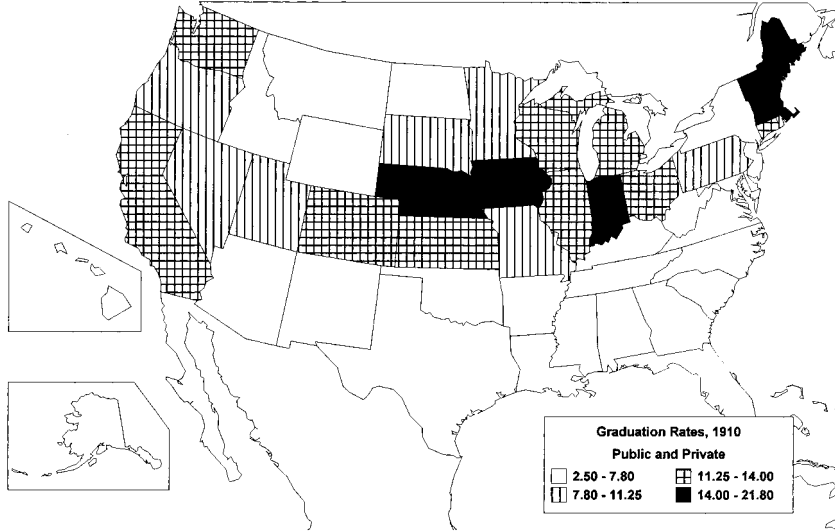 Graduation Rates, 1910
Public and Private
2.50 - 7.80 11.25 - 14.00
7.80 - 11.25 14.00 - 21.80